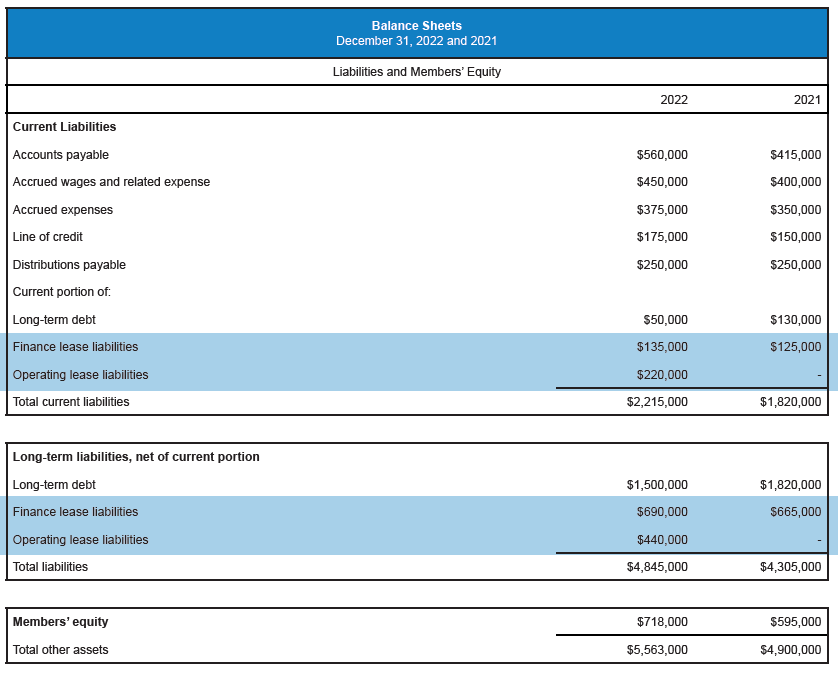 Balance Sheets
December 31, 2022 and 2021
Liabilities and Members' Equity
2022 2021
Current Liabilities
Accounts payable $560,000 $415,000
Accrued wages and related expense $450,000 $400,000
Accrued expenses $375,000 $350,000
Line of credit $175,000 $150,000
Distributions payable $250,000 $250,000
Current portion of:
Long-term debt $50,000 $130,000
Finance lease liabilities $135,000 $125,000
Operating lease liabilities $220,000 -
Total current liabilities $2,215,000 $1,820,000
Long-term liabilities, net of current portion
Long-term debt $1,500,000 $1,820,000
Finance lease liabilities $690,000 $665,000
Operating lease liabilities $440,000 -
Total liabilities $4,845,000 $4,305,000
Members' equity $718,000 $595,000
Total other assets $5,563,000 $4,900,000